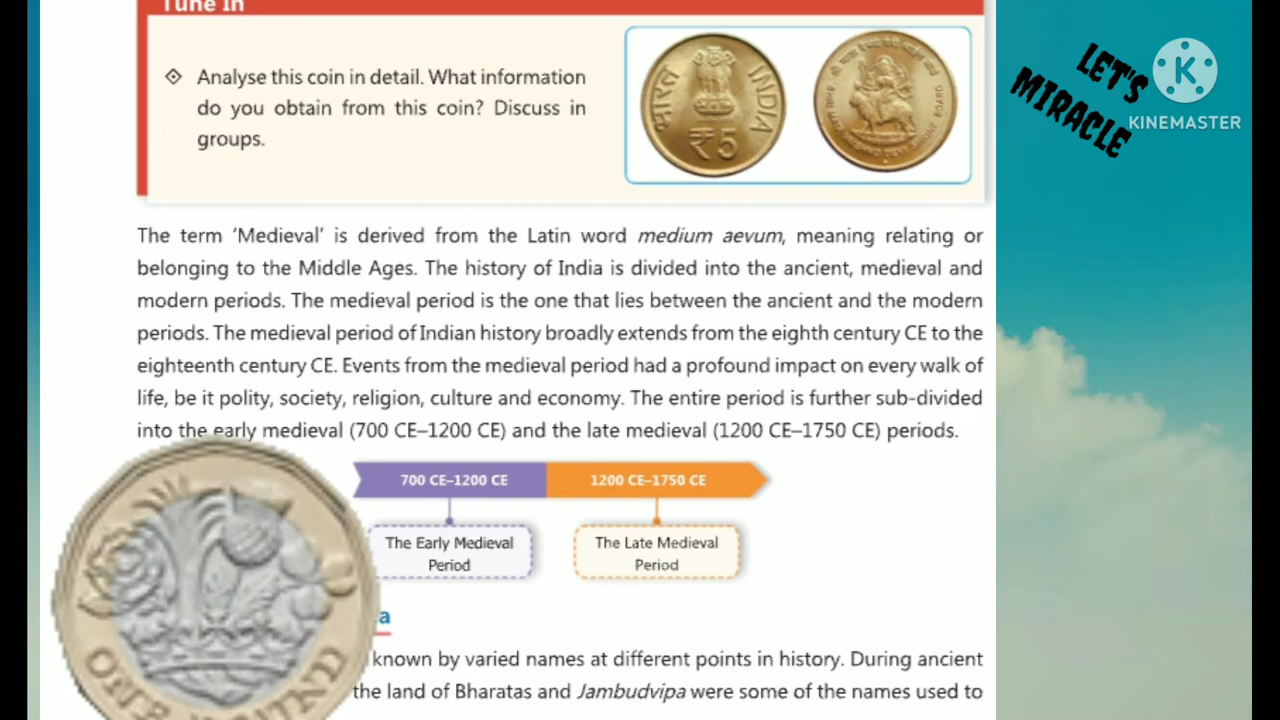 Tune In
Analyse this coin in detail. What information
do you obtain from this coin? Discuss in
groups.
भारत
INDIA
₹5
LET'S
MIRACLE
K
KINEMASTER
The term ‘Medieval’ is derived from the Latin word medium aevum, meaning relating or
belonging to the Middle Ages. The history of India is divided into the ancient, medieval and
modern periods. The medieval period is the one that lies between the ancient and the modern
periods. The medieval period of Indian history broadly extends from the eighth century CE to the
eighteenth century CE. Events from the medieval period had a profound impact on every walk of
life, be it polity, society, religion, culture and economy. The entire period is further sub-divided
into the early medieval (700 CE–1200 CE) and the late medieval (1200 CE–1750 CE) periods.
700 CE–1200 CE
1200 CE–1750 CE
The Early Medieval
Period
The Late Medieval
Period
a
known by varied names at different points in history. During ancient
the land of Bharatas and Jambudvipa were some of the names used to
ONE POUND